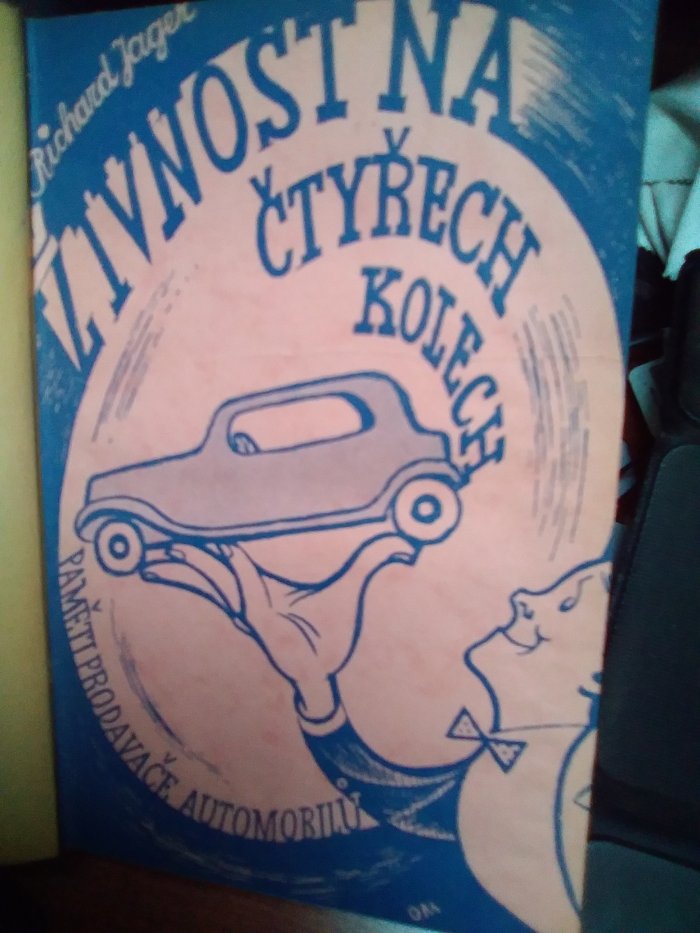 Richard Jager
ŽIVNOST NA
ČTYŘECH
KOLECH
PAMĚTI PRODAVAČE AUTOMOBILŮ